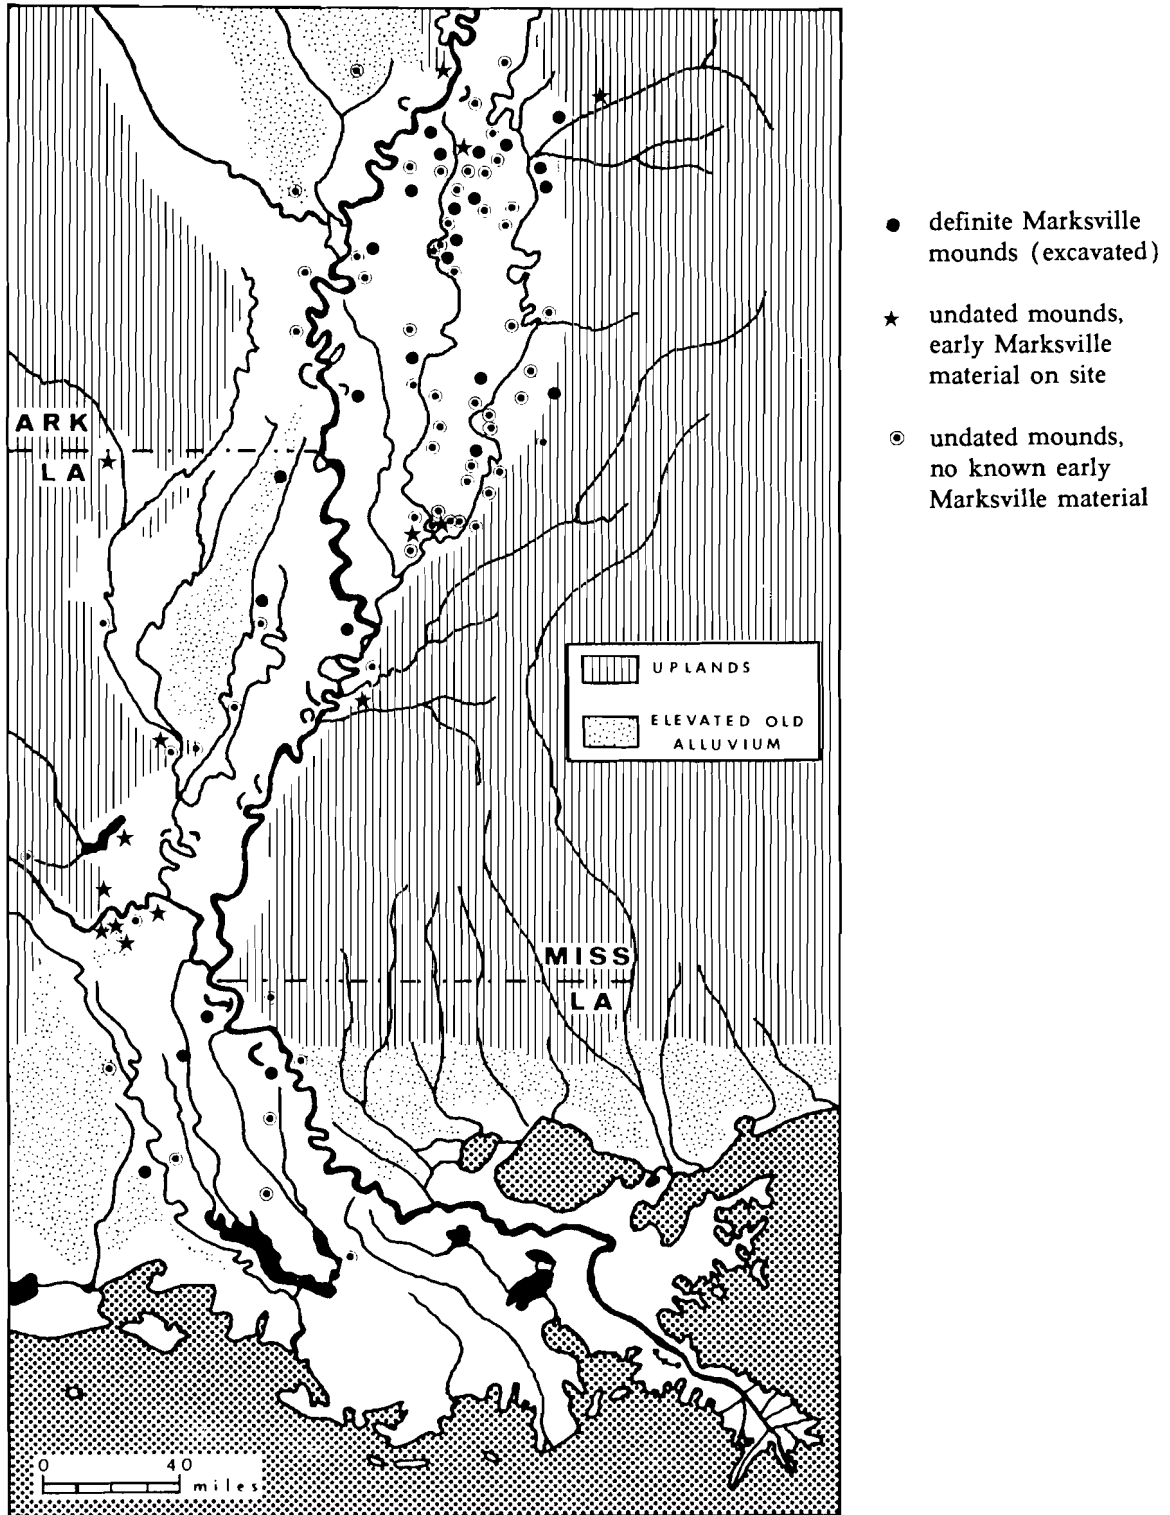 definite Marksville
mounds (excavated)
undated mounds,
early Marksville
material on site
undated mounds,
no known early
Marksville material
ARK
LA
UPLANDS
ELEVATED OLD
ALLUVIUM
MISS
LA
0 40
miles